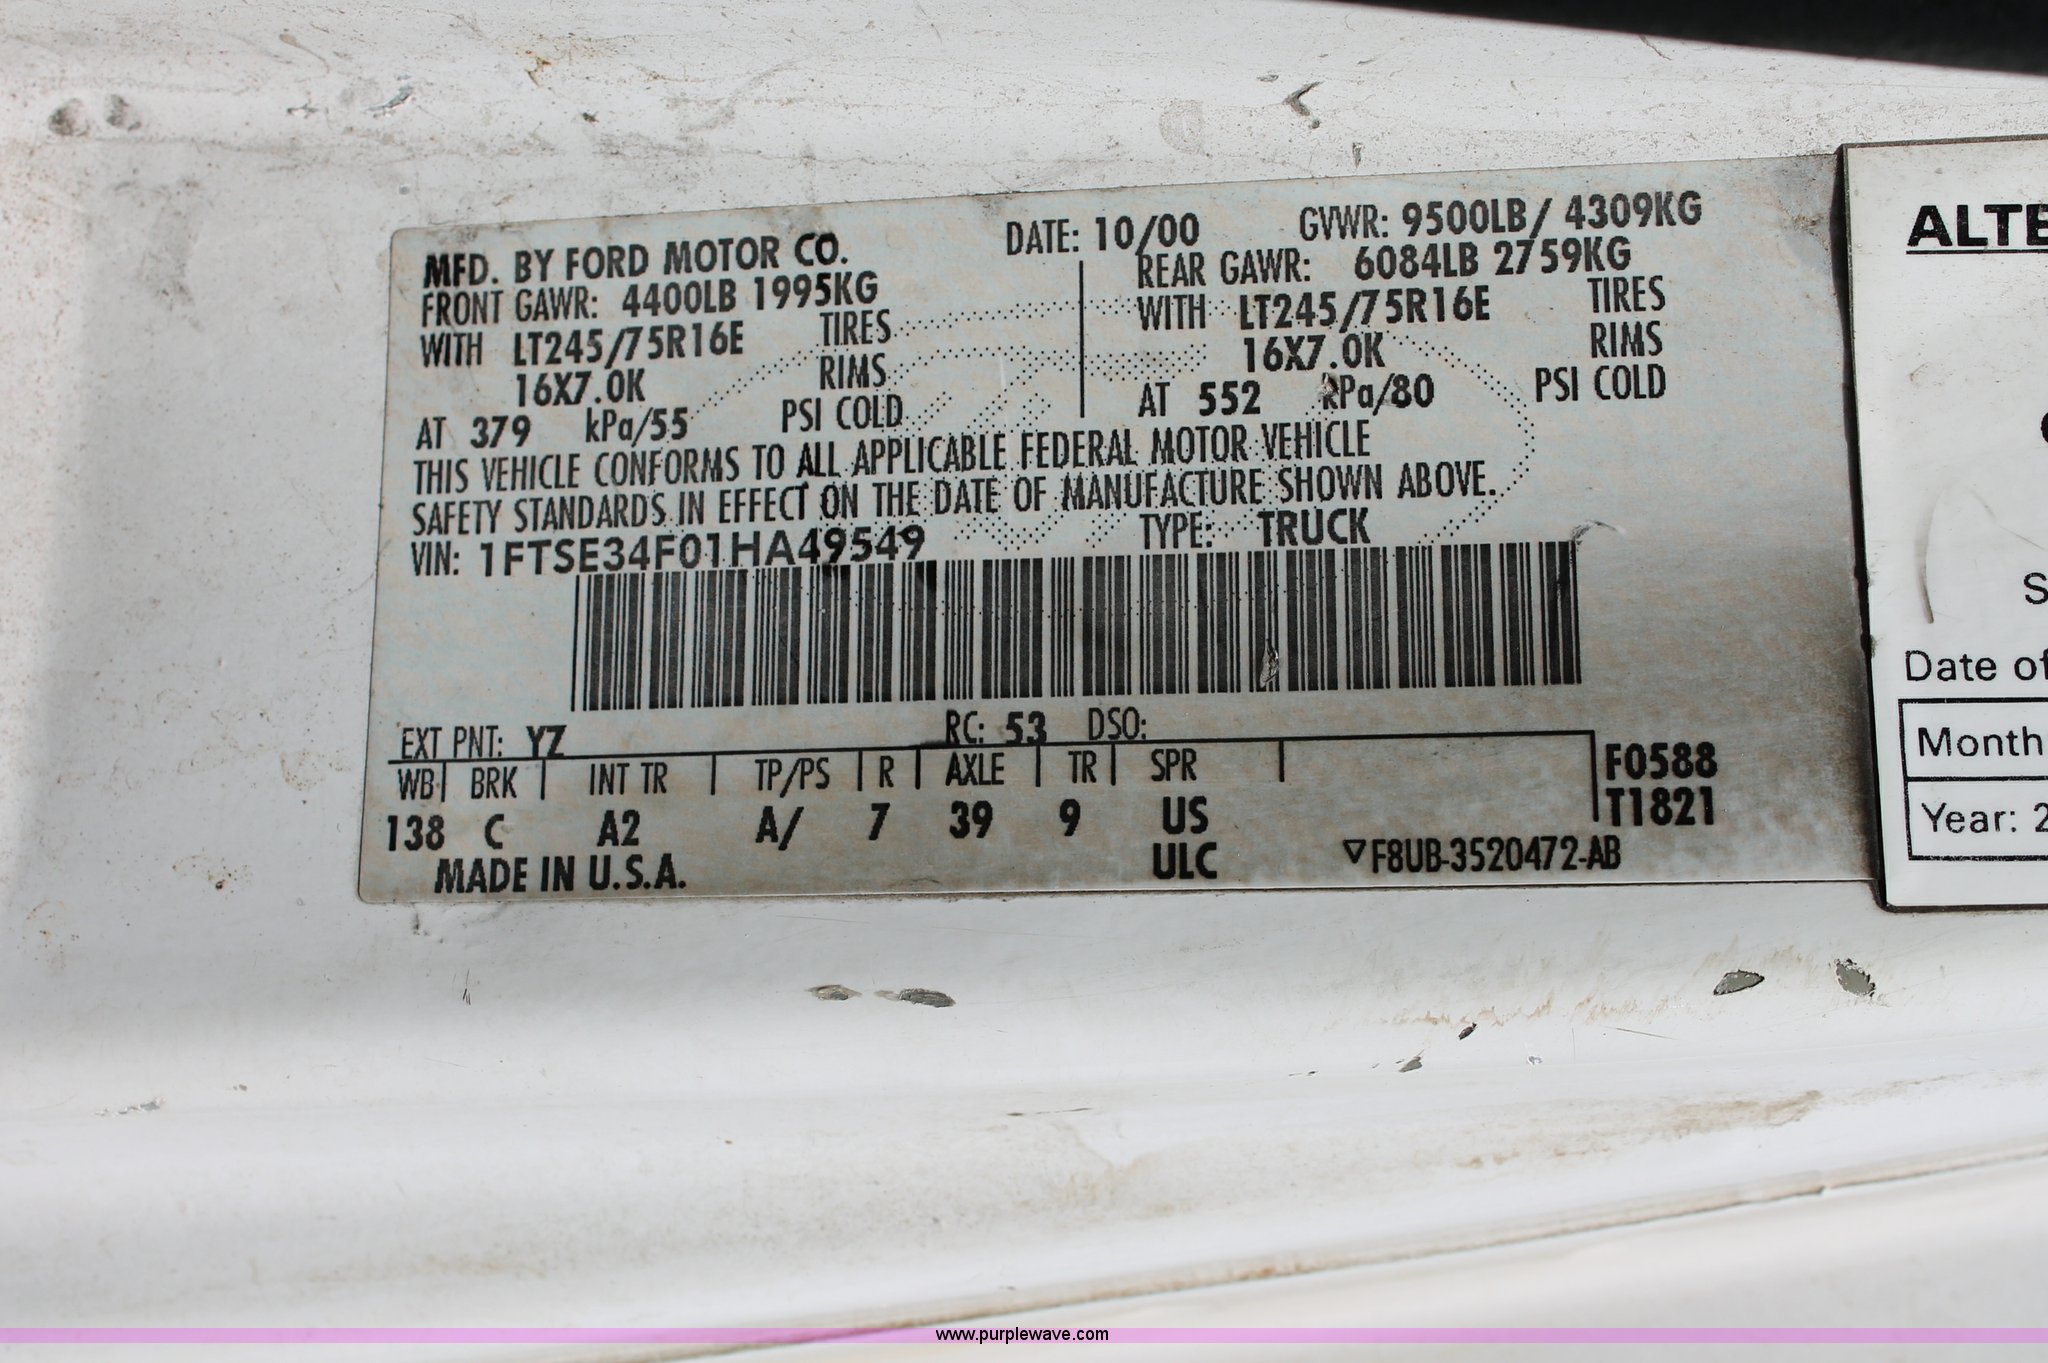 MFD. BY FORD MOTOR CO.
DATE: 10/00
GVWR: 9500LB/ 4309KG
FRONT GAWR: 4400LB 1995KG
REAR GAWR: 6084LB 2759KG
WITH LT245/75R16E TIRES
WITH LT245/75R16E TIRES
16X7.0K RIMS
16X7.0K RIMS
AT 379 kPa/55 PSI COLD
AT 552 kPa/80 PSI COLD
THIS VEHICLE CONFORMS TO ALL APPLICABLE FEDERAL MOTOR VEHICLE
SAFETY STANDARDS IN EFFECT ON THE DATE OF MANUFACTURE SHOWN ABOVE.
VIN: 1FTSE34F01HA49549
TYPE: TRUCK
EXT PNT: YZ RC: 53 DSO:
WB BRK INT TR TP/PS R AXLE TR SPR
F0588
138 C A2 A/ 7 39 9 US
T1821
ULC
MADE IN U.S.A.
F8UB-3520472-AB
ALTE
S
Date of
Month
Year: 2
www.purplewave.com